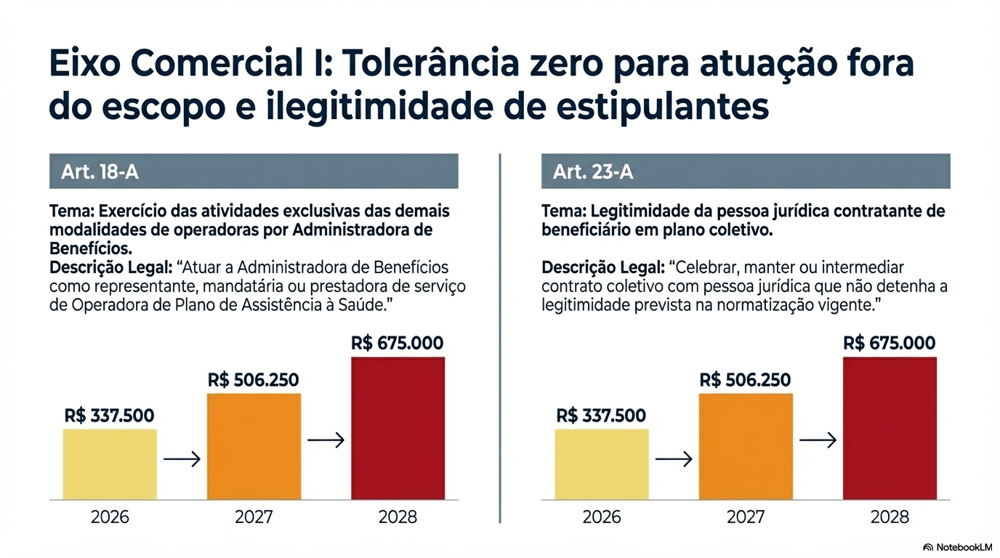 Eixo Comercial I: Tolerância zero para atuação fora
do escopo e ilegitimidade de estipulantes
Art. 18-A
Tema: Exercício das atividades exclusivas das demais
modalidades de operadoras por Administradora de
Benefícios.
Descrição Legal: “Atuar a Administradora de Benefícios
como representante, mandatária ou prestadora de serviço
de Operadora de Plano de Assistência à Saúde.”
R$ 337.500
R$ 506.250
R$ 675.000
2026
2027
2028
Art. 23-A
Tema: Legitimidade da pessoa jurídica contratante de
beneficiário em plano coletivo.
Descrição Legal: “Celebrar, manter ou intermediar
contrato coletivo com pessoa jurídica que não detenha a
legitimidade prevista na normatização vigente.”
R$ 337.500
R$ 506.250
R$ 675.000
2026
2027
2028
NotebookLM